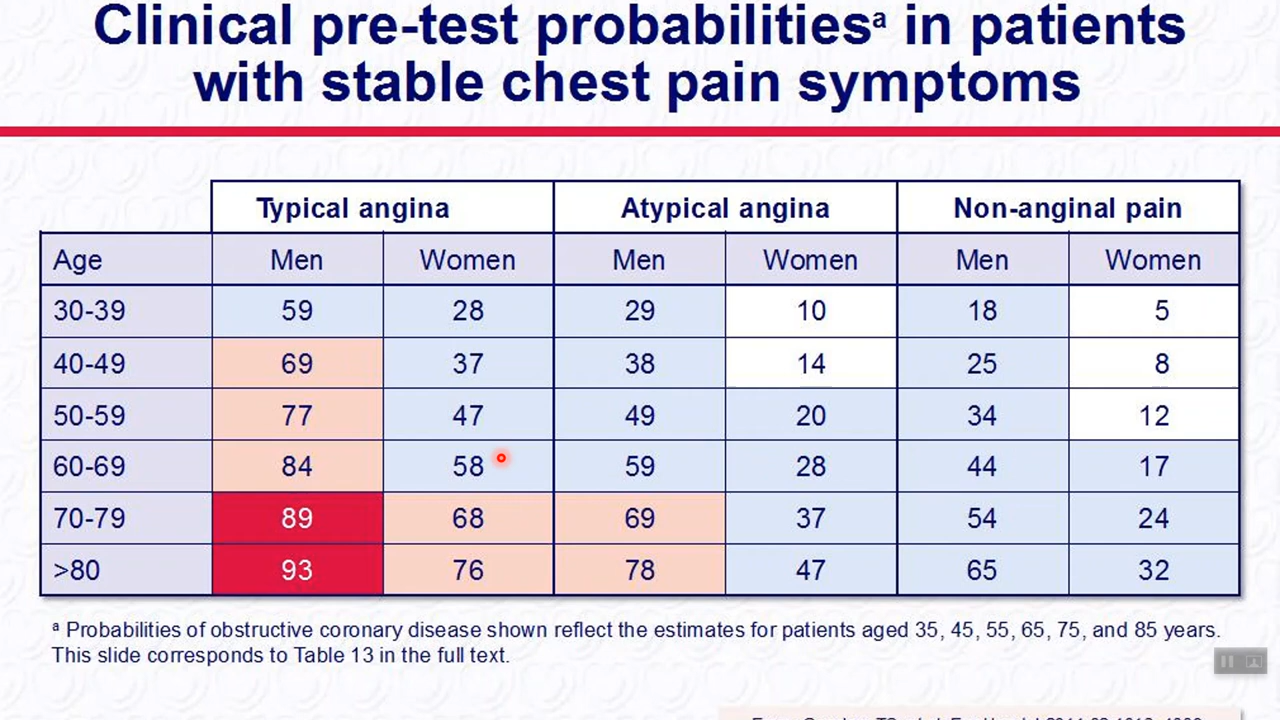 Clinical pre-test probabilitiesᵃ in patients
with stable chest pain symptoms
Typical angina Atypical angina Non-anginal pain
Age Men Women Men Women Men Women
30-39 59 28 29 10 18 5
40-49 69 37 38 14 25 8
50-59 77 47 49 20 34 12
60-69 84 58 59 28 44 17
70-79 89 68 69 37 54 24
>80 93 76 78 47 65 32
ᵃ Probabilities of obstructive coronary disease shown reflect the estimates for patients aged 35, 45, 55, 65, 75, and 85 years.
This slide corresponds to Table 13 in the full text.